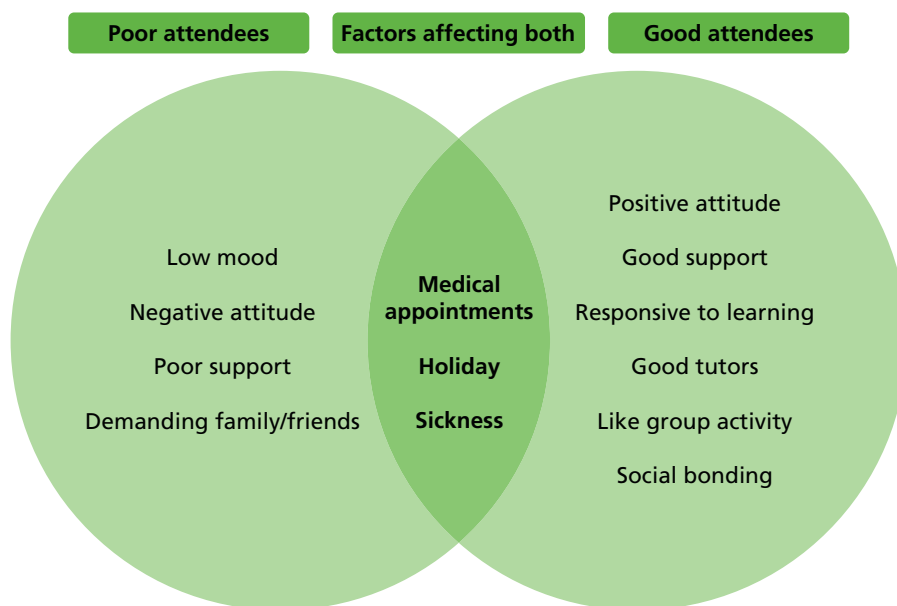 Poor attendees
Factors affecting both
Good attendees
Low mood
Negative attitude
Poor support
Demanding family/friends
Medical
appointments
Holiday
Sickness
Positive attitude
Good support
Responsive to learning
Good tutors
Like group activity
Social bonding